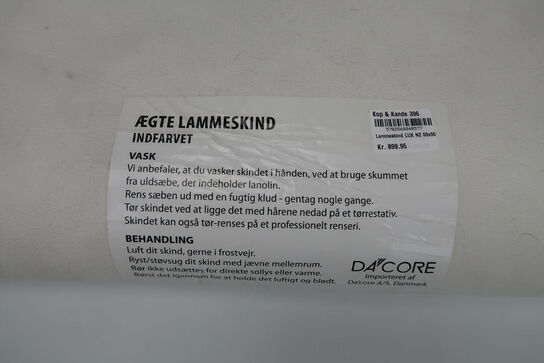 ÆGTE LAMMESKIND
INDFARVET
VASK
Vi anbefaler, at du vasker skindet i hånden, ved at bruge skummet
fra uldsæbe, der indeholder lanolin.
Rens sæben ud med en fugtig klud - gentag nogle gange.
Tør skindet ved at ligge det med hårene nedad på et tørrestativ.
Skindet kan også tør-renses på et professionelt renseri.
BEHANDLING
Luft dit skind, gerne i frostvejr.
Ryst/støvsug dit skind med jævne mellemrum.
Bør ikke udsættes for direkte sollys eller varme.
Børst det igennem for at holde det luftigt og blødt.
DA'CORE
Importeret af
Da'core A/S, Danmark
Kop & Kande 396
5702568040577
Lammeskind LUX NZ 60x95
Kr. 899.95